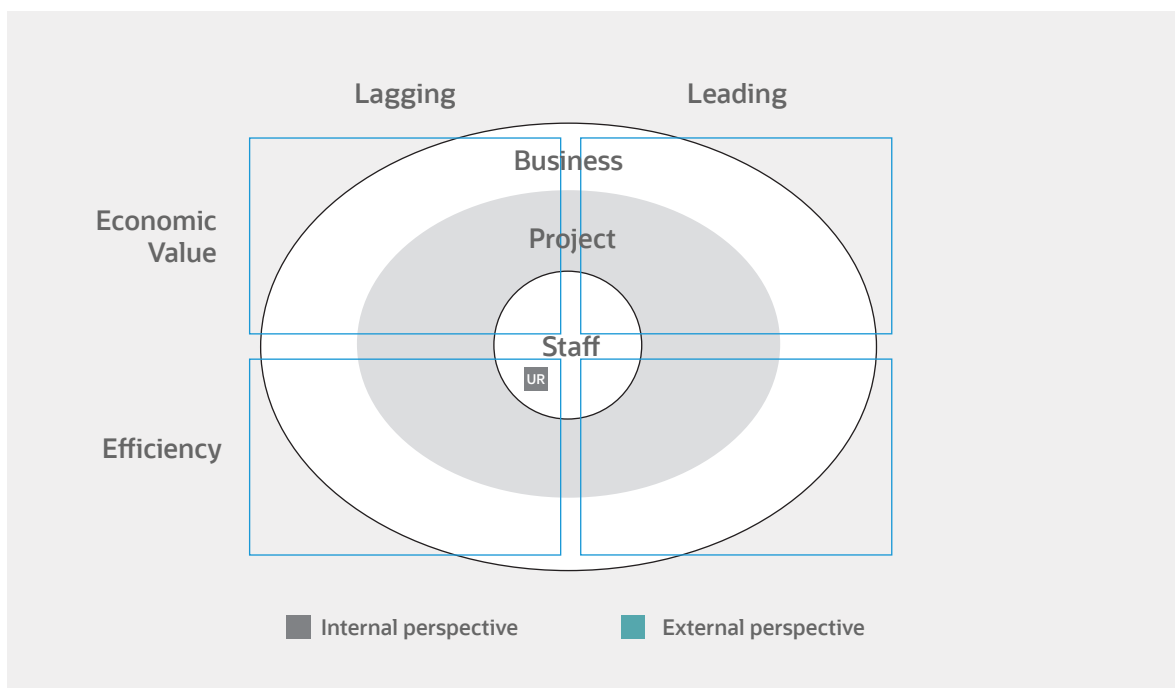 Lagging
Leading
Business
Economic
Value
Project
Staff
UR
Efficiency
Internal perspective
External perspective